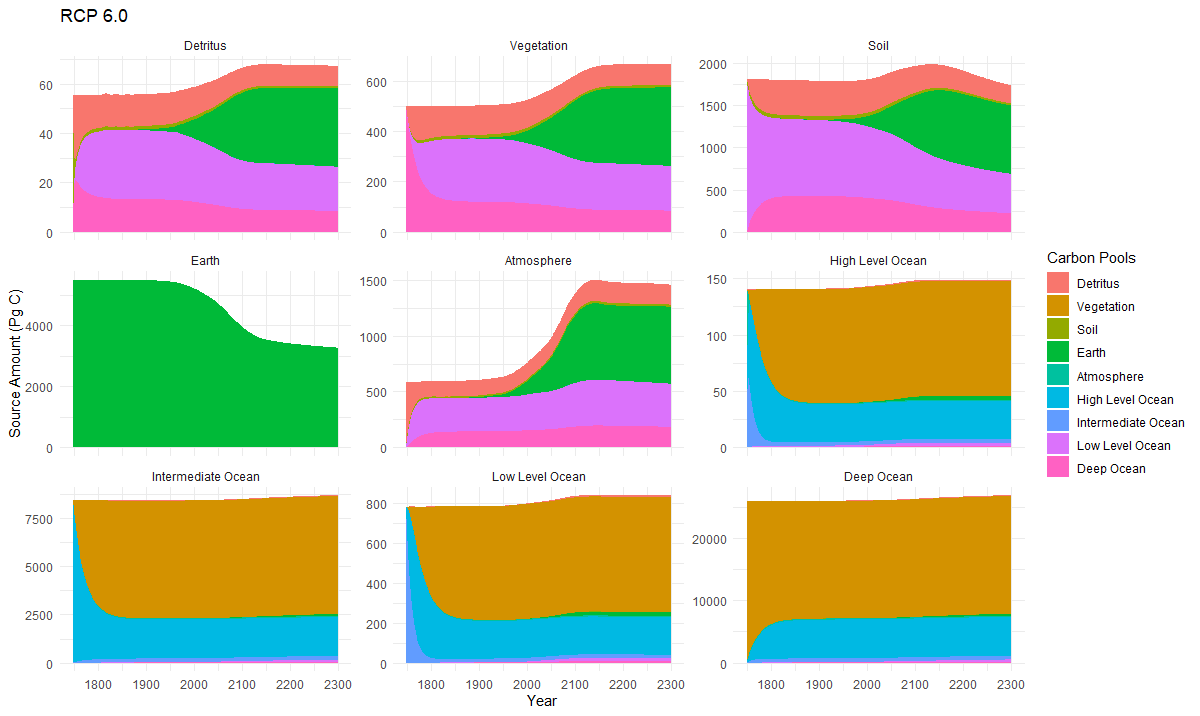 RCP 6.0
Detritus
Vegetation
Soil
0
20
40
60
0
200
400
600
0
500
1000
1500
2000
Earth
Atmosphere
High Level Ocean
0
2000
4000
0
500
1000
1500
0
50
100
150
Intermediate Ocean
Low Level Ocean
Deep Ocean
0
2500
5000
7500
0
200
400
600
800
0
10000
20000
1800 1900 2000 2100 2200 2300
1800 1900 2000 2100 2200 2300
1800 1900 2000 2100 2200 2300
Year
Source Amount (Pg C)
Carbon Pools
Detritus
Vegetation
Soil
Earth
Atmosphere
High Level Ocean
Intermediate Ocean
Low Level Ocean
Deep Ocean